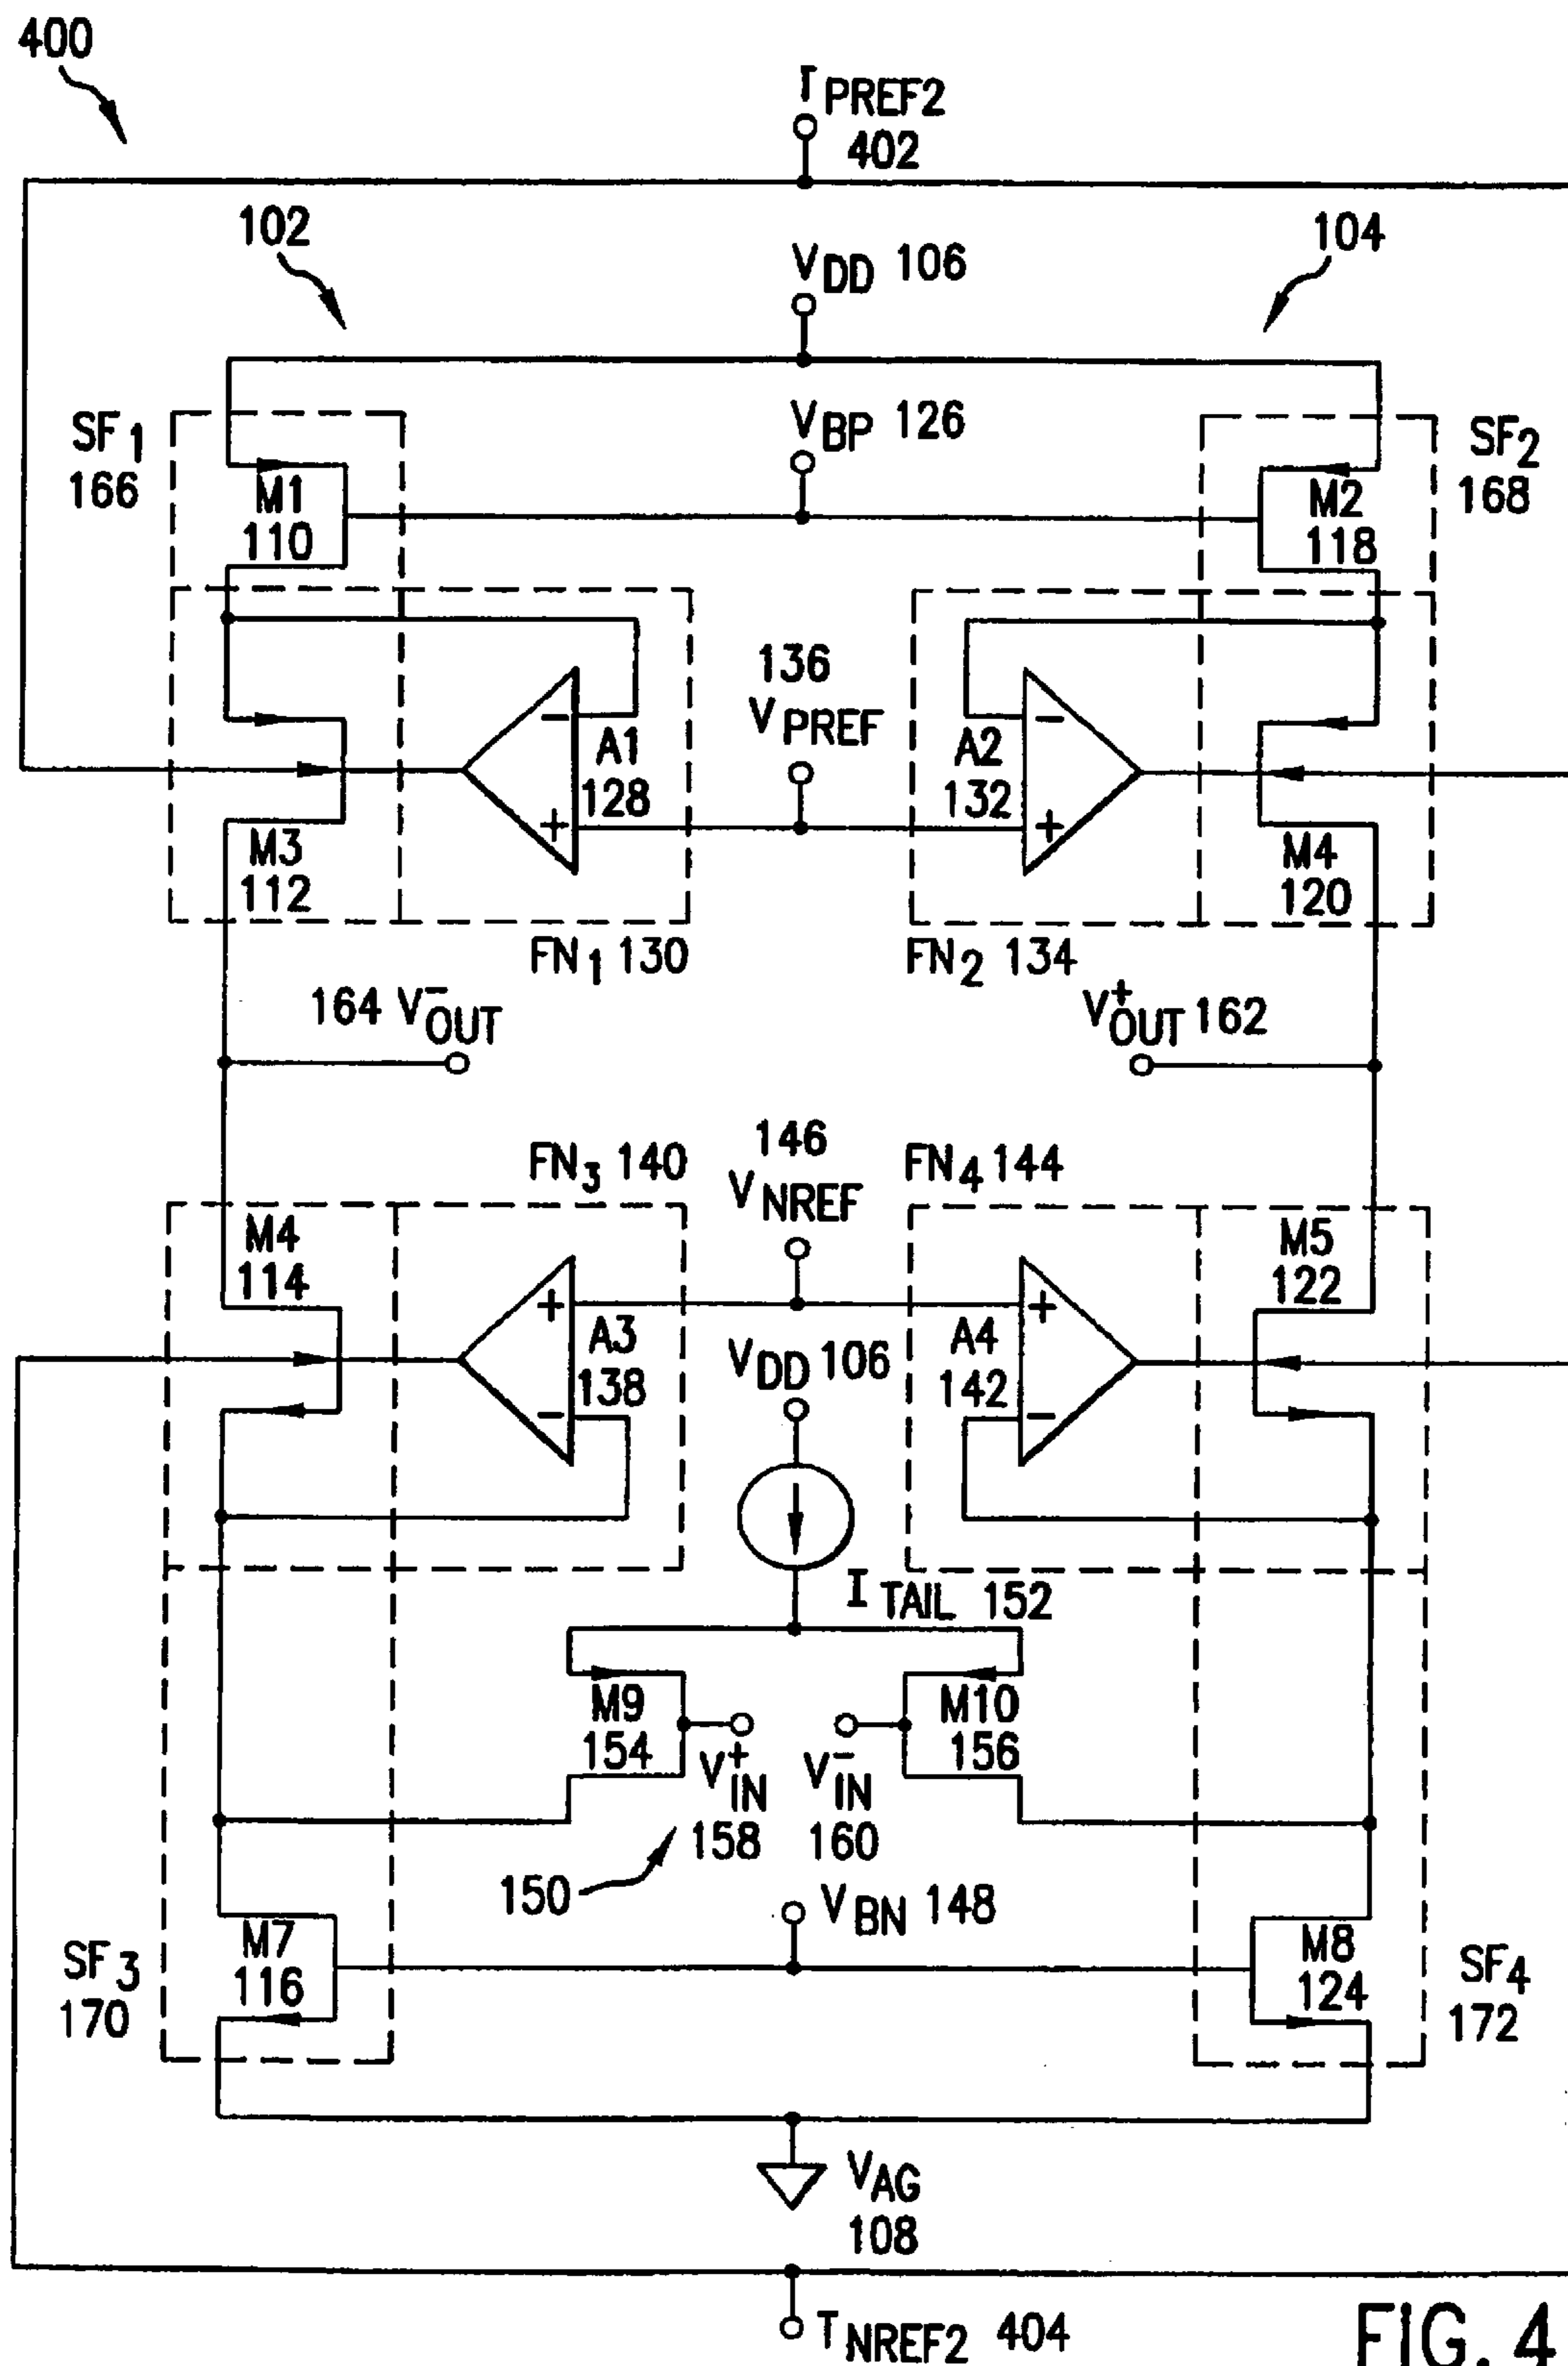 400
T PREF2
402
102
104
V DD 106
V BP 126
SF 1
166
M1
110
M2
118
SF 2
168
136
V PREF
A1
128
A2
132
−
+
−
+
M3
112
M4
120
FN 1 130
FN 2 134
164 V − OUT
V + OUT 162
FN 3 140
146
V NREF
FN 4 144
M4
114
M5
122
+
−
A3
138
A4
142
+
−
V DD 106
I TAIL 152
M9
154
M10
156
V + IN
158
V − IN
160
150
V BN 148
SF 3
170
M7
116
M8
124
SF 4
172
V AG
108
T NREF2 404
FIG. 4